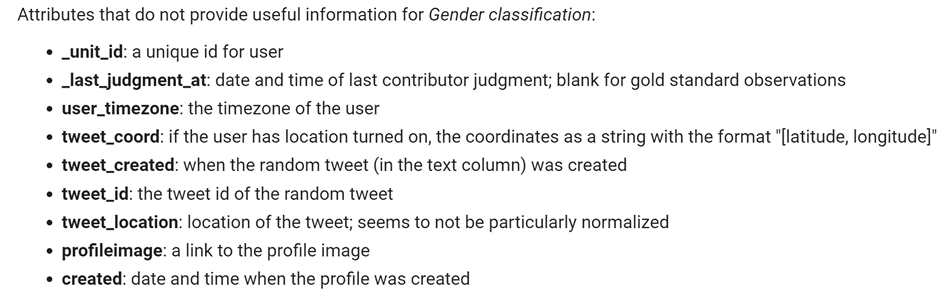 Attributes that do not provide useful information for Gender classification:
• _unit_id: a unique id for user
• _last_judgment_at: date and time of last contributor judgment; blank for gold standard observations
• user_timezone: the timezone of the user
• tweet_coord: if the user has location turned on, the coordinates as a string with the format "[latitude, longitude]"
• tweet_created: when the random tweet (in the text column) was created
• tweet_id: the tweet id of the random tweet
• tweet_location: location of the tweet; seems to not be particularly normalized
• profileimage: a link to the profile image
• created: date and time when the profile was created